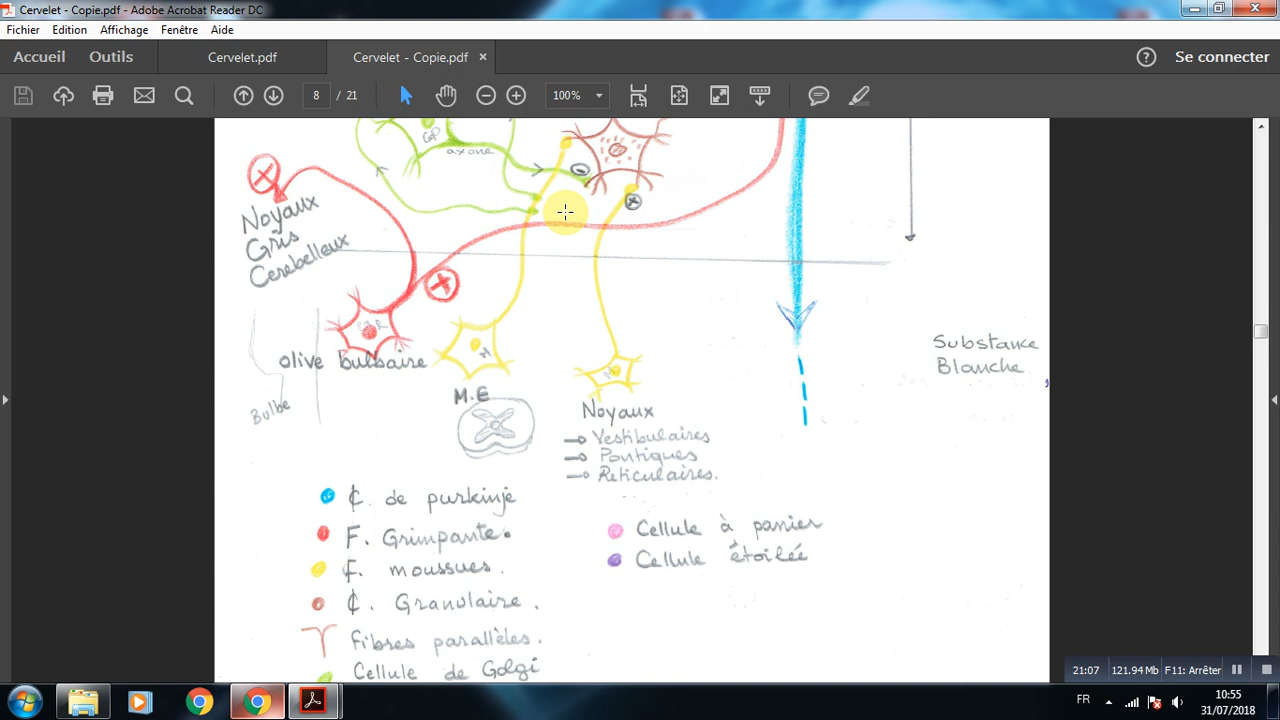 Cervelet - Copie.pdf - Adobe Acrobat Reader DC
Fichier Edition Affichage Fenêtre Aide
Accueil Outils Cervelet.pdf Cervelet - Copie.pdf × ? Se connecter
8 / 21 100%
GP
axone
Noyaux
Gris
Cerebelleux
olive bulbaire
Bulbe
M
M
M.E
Noyaux
→ Vestibulaires
→ Pontiques
→ Reticulaires.
Substance
Blanche
₵. de purkinje
F. Grimpante.
F. moussues.
₵. Granulaire.
Fibres parallèles.
Cellule de Golgi
Cellule à panier
Cellule étoilée
21:07 121.94 Mb F11: Arrêter
FR 10:55
31/07/2018